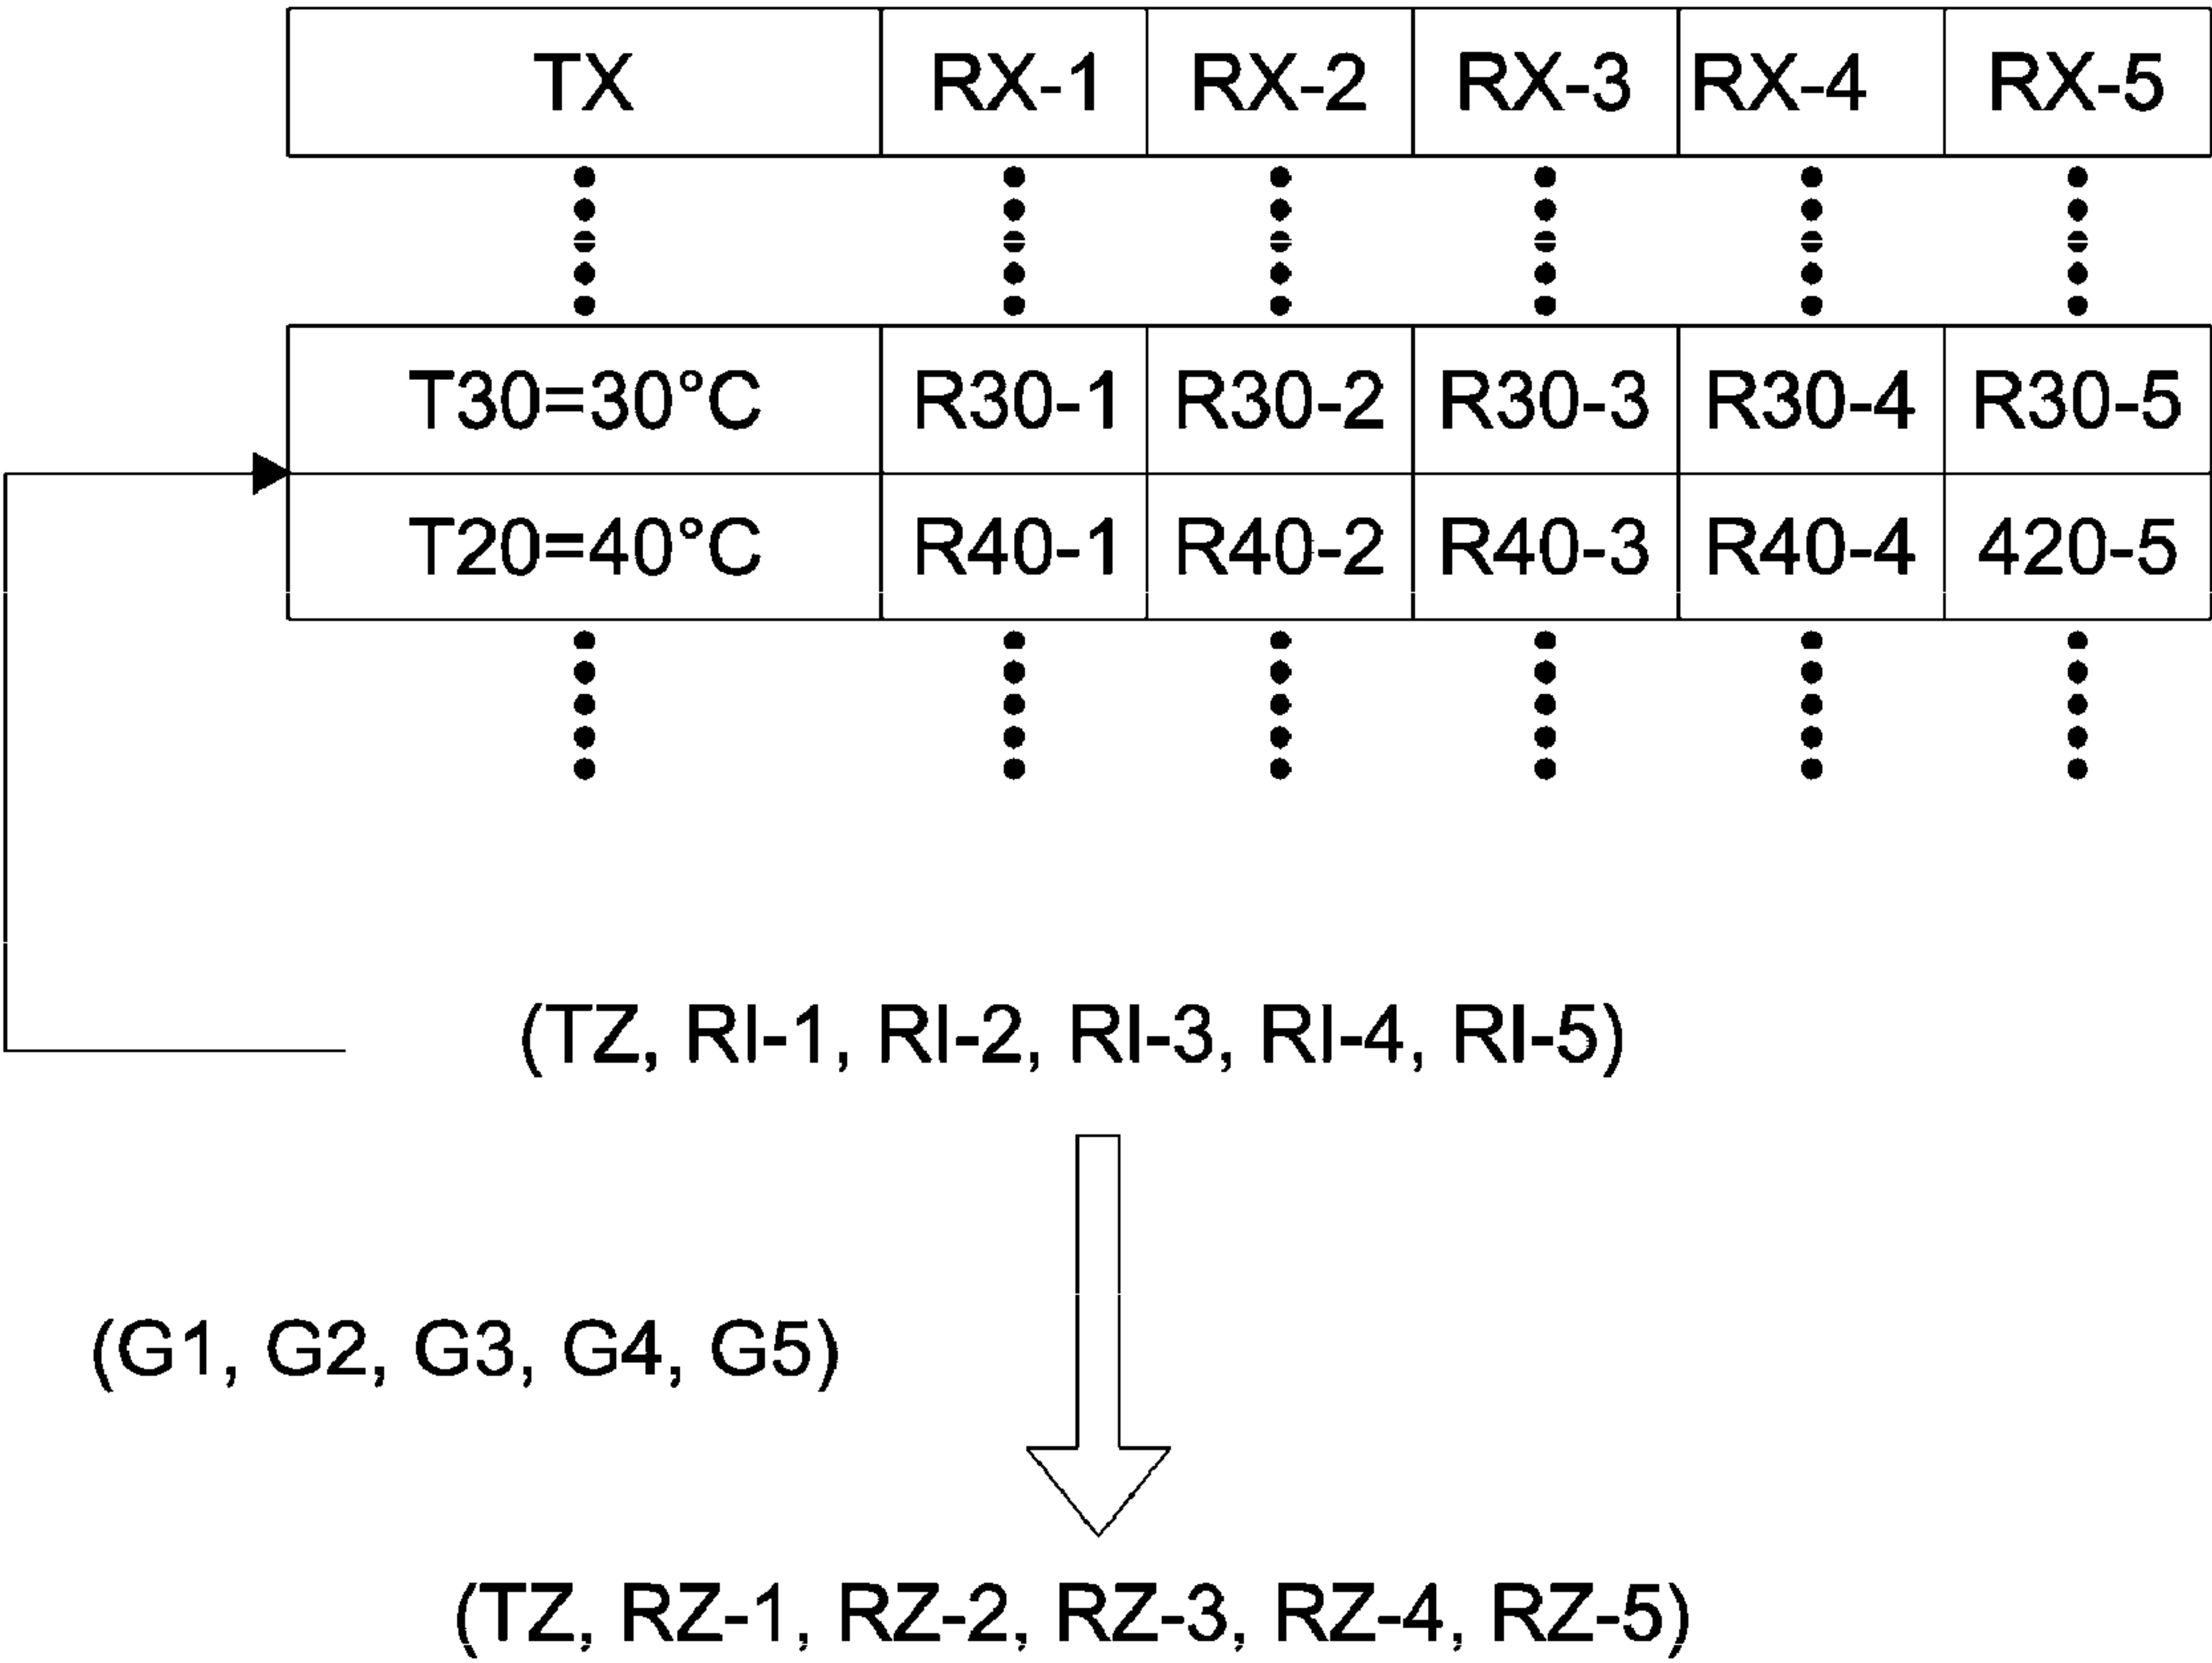 TX RX-1 RX-2 RX-3 RX-4 RX-5
T30=30°C R30-1 R30-2 R30-3 R30-4 R30-5
T20=40°C R40-1 R40-2 R40-3 R40-4 420-5
(TZ, RI-1, RI-2, RI-3, RI-4, RI-5)
(G1, G2, G3, G4, G5)
(TZ, RZ-1, RZ-2, RZ-3, RZ-4, RZ-5)